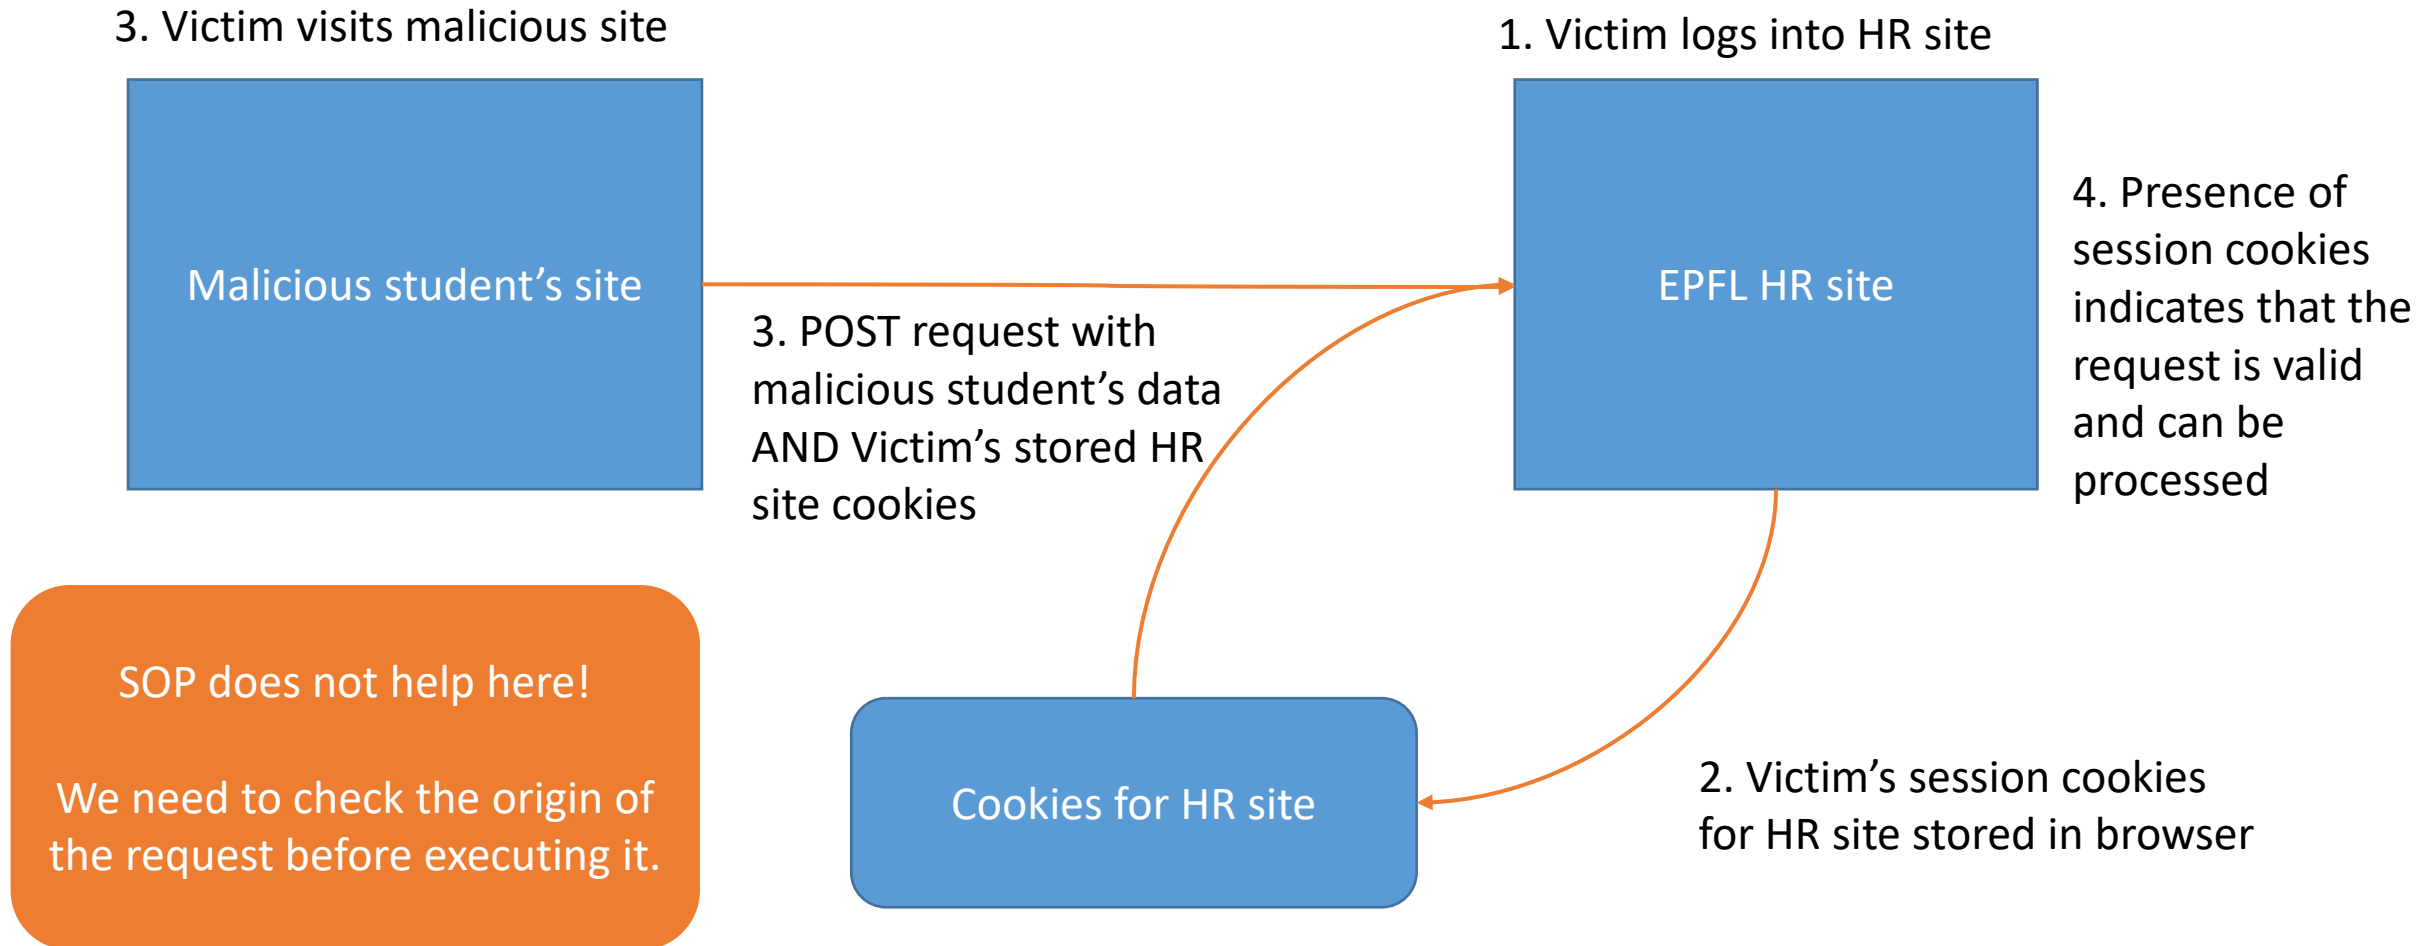 3. Victim visits malicious site
1. Victim logs into HR site
Malicious student’s site
EPFL HR site
3. POST request with
malicious student’s data
AND Victim’s stored HR
site cookies
4. Presence of
session cookies
indicates that the
request is valid
and can be
processed
SOP does not help here!
We need to check the origin of
the request before executing it.
Cookies for HR site
2. Victim’s session cookies
for HR site stored in browser